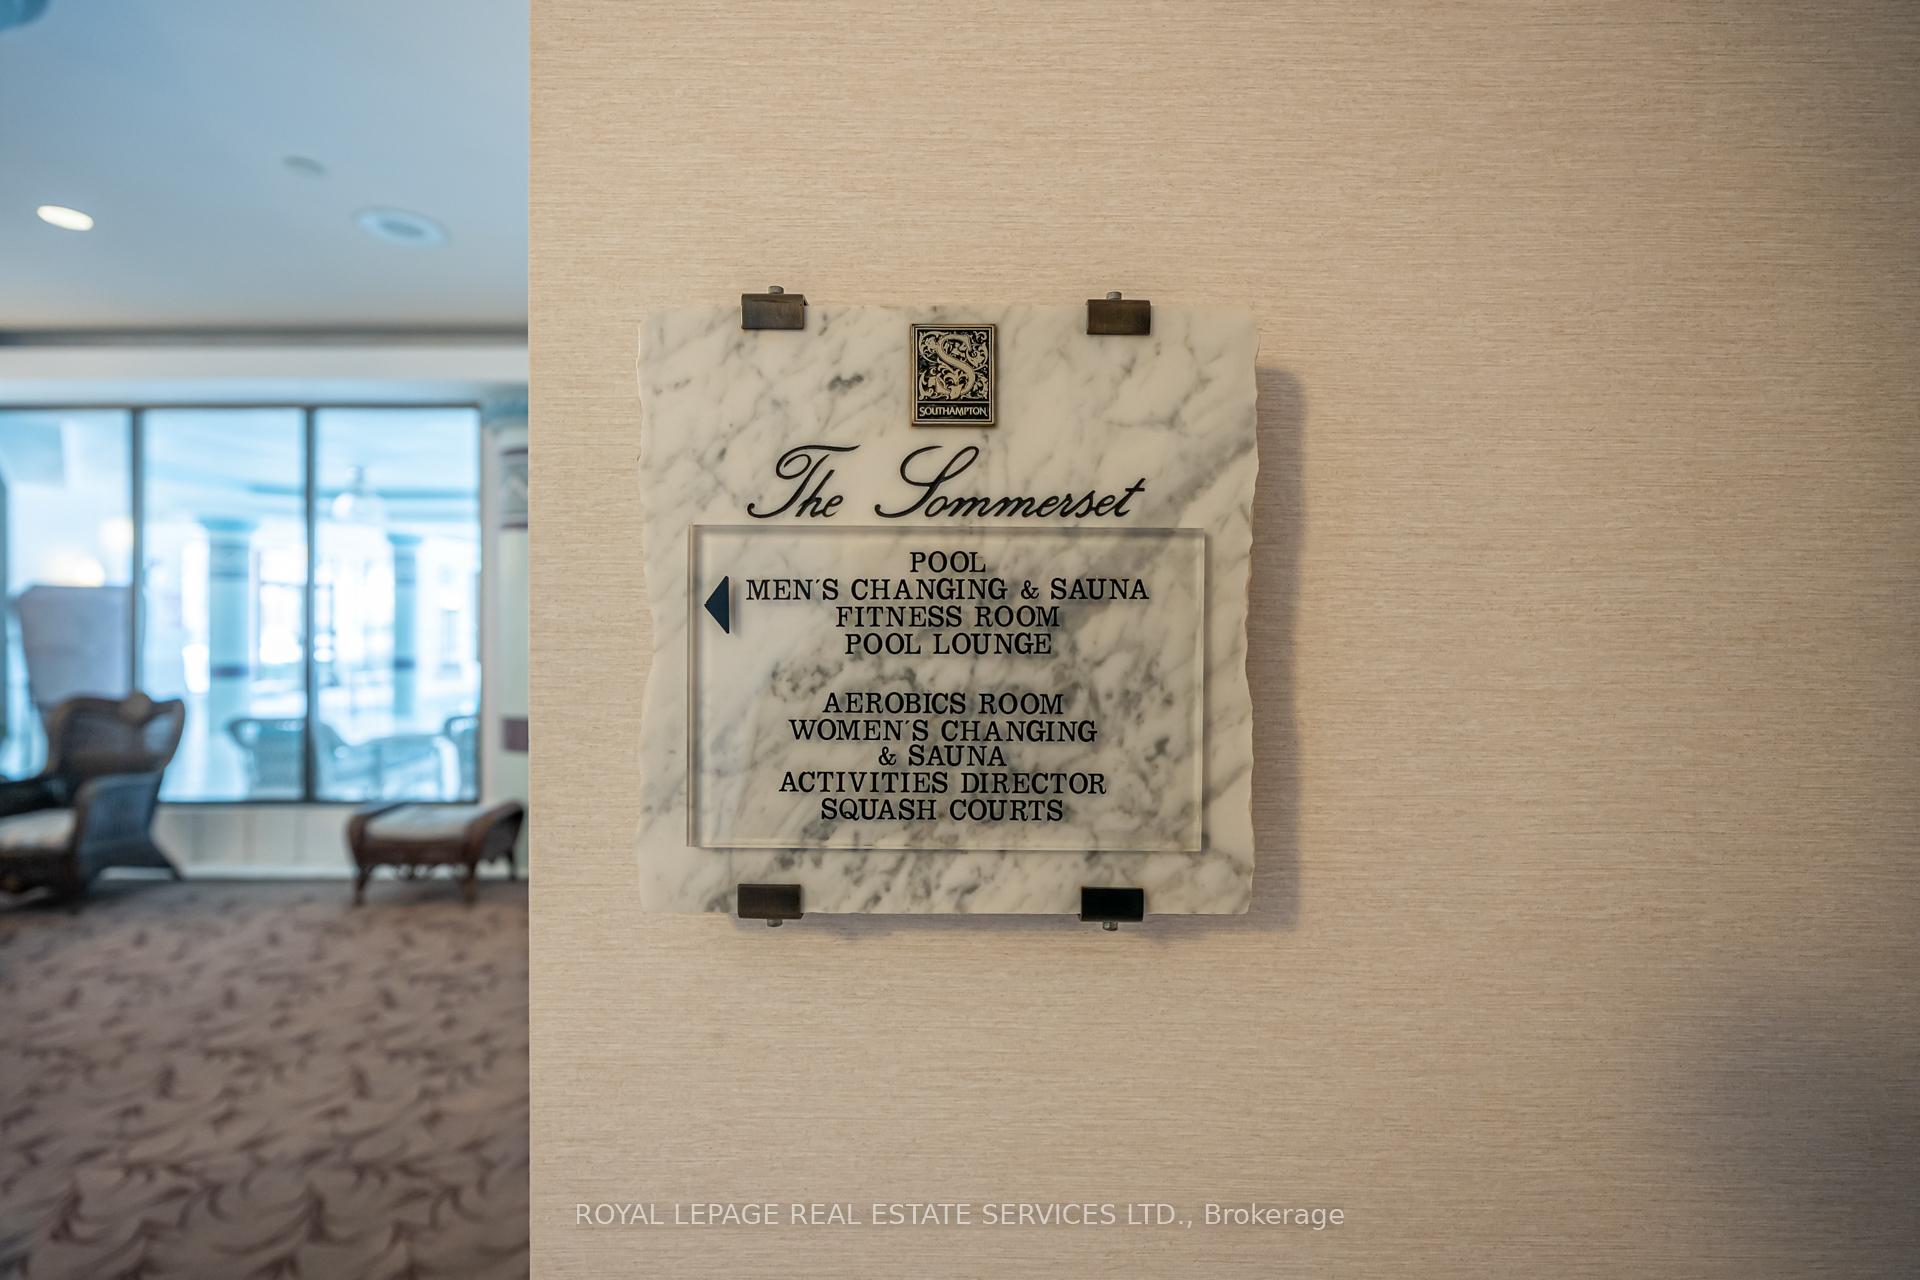 S
SOUTHAMPTON
The Sommerset
POOL
MEN'S CHANGING & SAUNA
FITNESS ROOM
POOL LOUNGE
AEROBICS ROOM
WOMEN'S CHANGING
& SAUNA
ACTIVITIES DIRECTOR
SQUASH COURTS
ROYAL LEPAGE REAL ESTATE SERVICES LTD., Brokerage